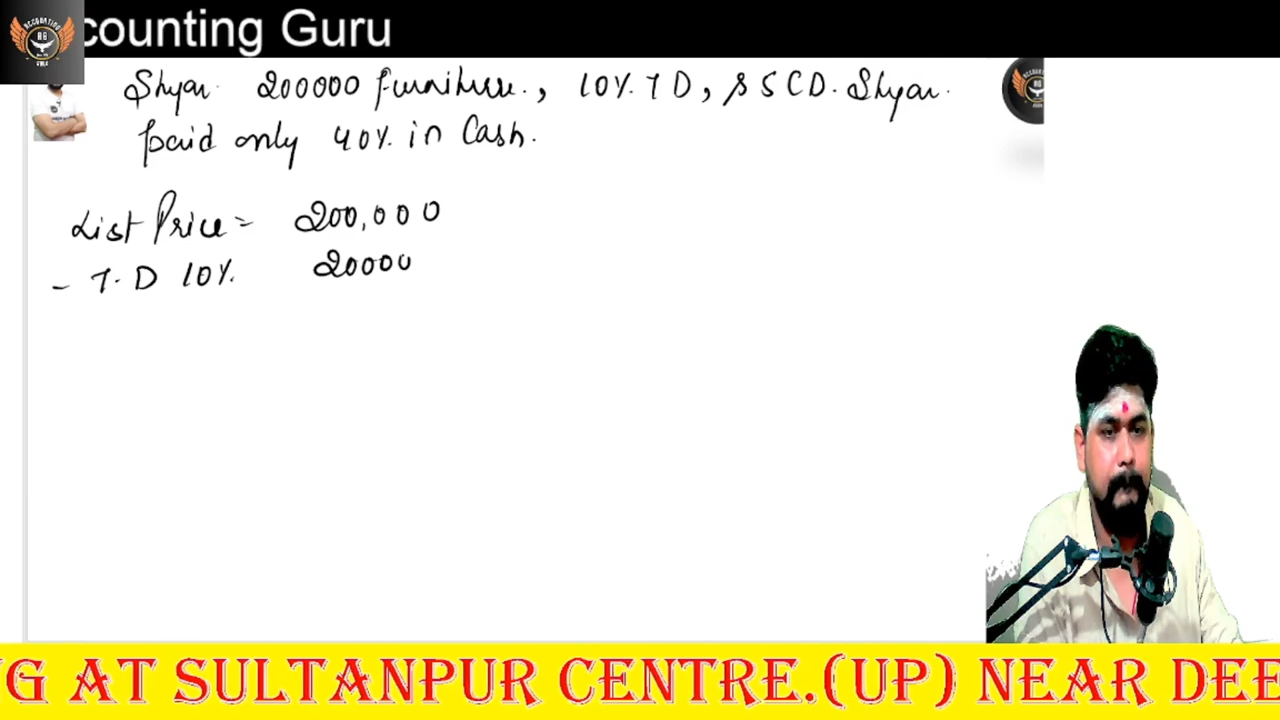 counting Guru
Shyam 200000 furniture., 10% T D, & 5 CD. Shyam.
paid only 40% in Cash.
List Price = 200,000
- T. D 10% 20000
NG AT SULTANPUR CENTRE.(UP) NEAR DEE